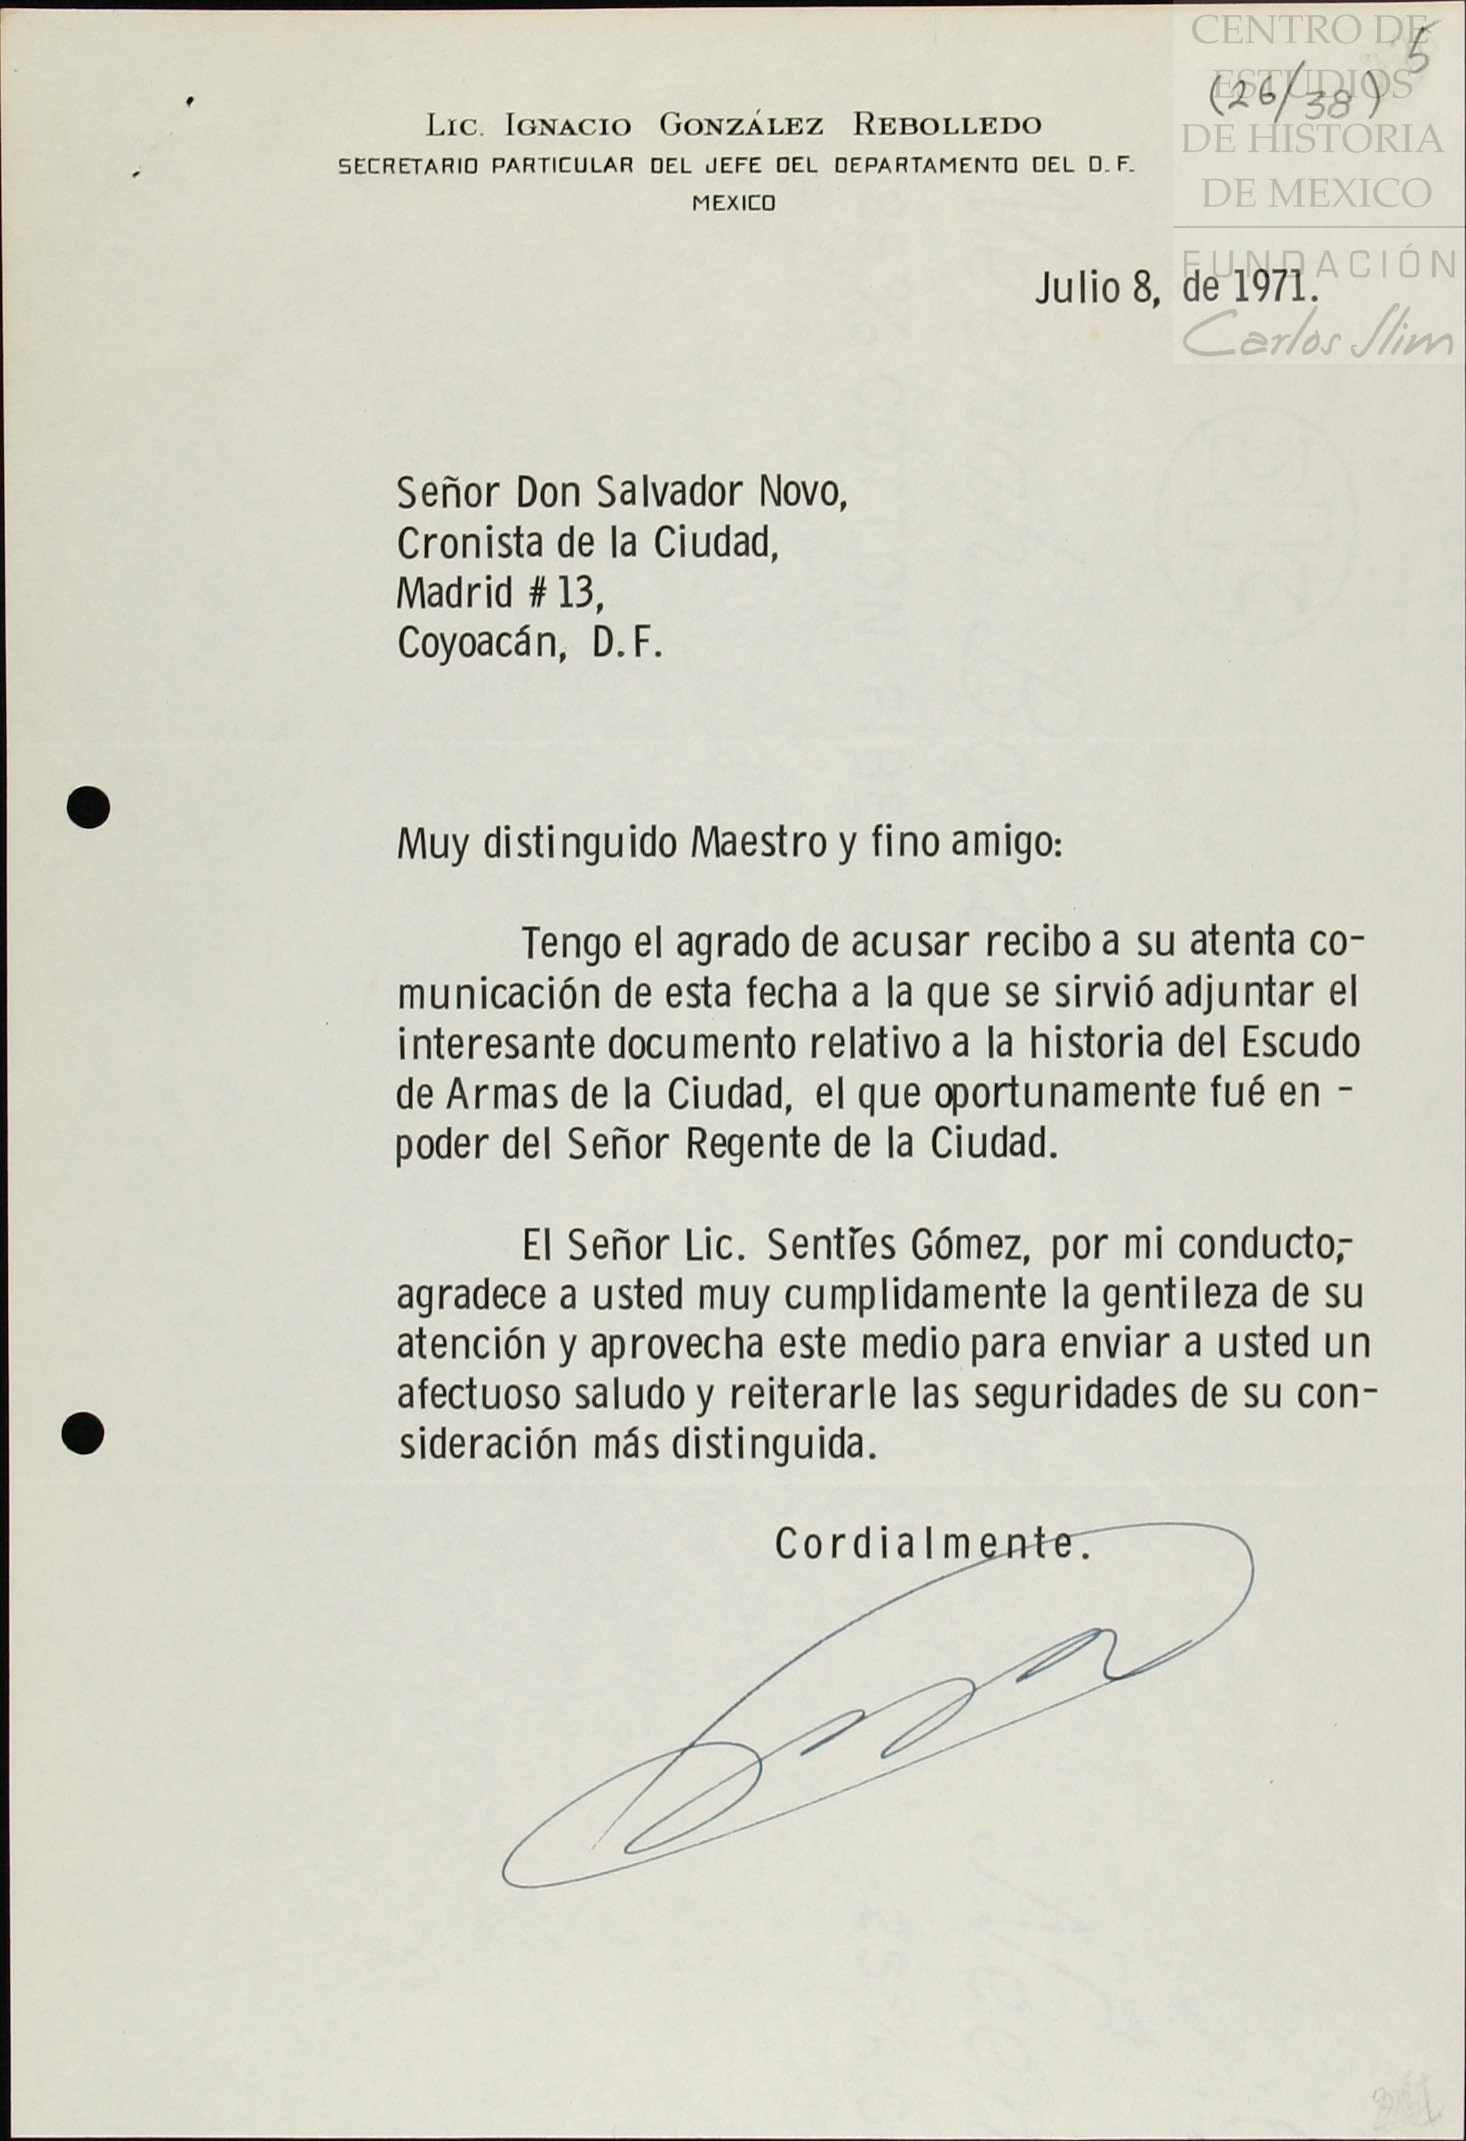 CENTRO DE
ESTUDIOS
DE HISTORIA
DE MEXICO
FUNDACIÓN
Carlos Slim
5
(26/38)
LIC. IGNACIO GONZÁLEZ REBOLLEDO
SECRETARIO PARTICULAR DEL JEFE DEL DEPARTAMENTO DEL D.F.
MEXICO
Julio 8, de 1971.
Señor Don Salvador Novo,
Cronista de la Ciudad,
Madrid # 13,
Coyoacán, D.F.
Muy distinguido Maestro y fino amigo:
Tengo el agrado de acusar recibo a su atenta co-
municación de esta fecha a la que se sirvió adjuntar el
interesante documento relativo a la historia del Escudo
de Armas de la Ciudad, el que oportunamente fué en -
poder del Señor Regente de la Ciudad.
El Señor Lic. Sentíes Gómez, por mi conducto,-
agradece a usted muy cumplidamente la gentileza de su
atención y aprovecha este medio para enviar a usted un
afectuoso saludo y reiterarle las seguridades de su con-
sideración más distinguida.
Cordialmente.